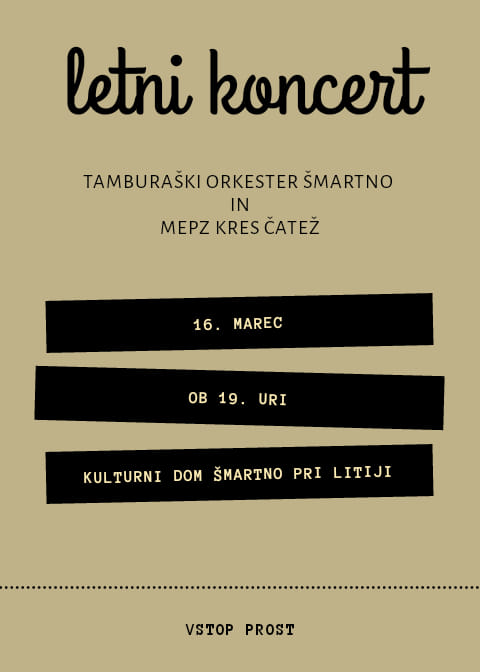 letni koncert
TAMBURAŠKI ORKESTER ŠMARTNO
IN
MEPZ KRES ČATEŽ
16. MAREC
OB 19. URI
KULTURNI DOM ŠMARTNO PRI LITIJI
VSTOP PROST